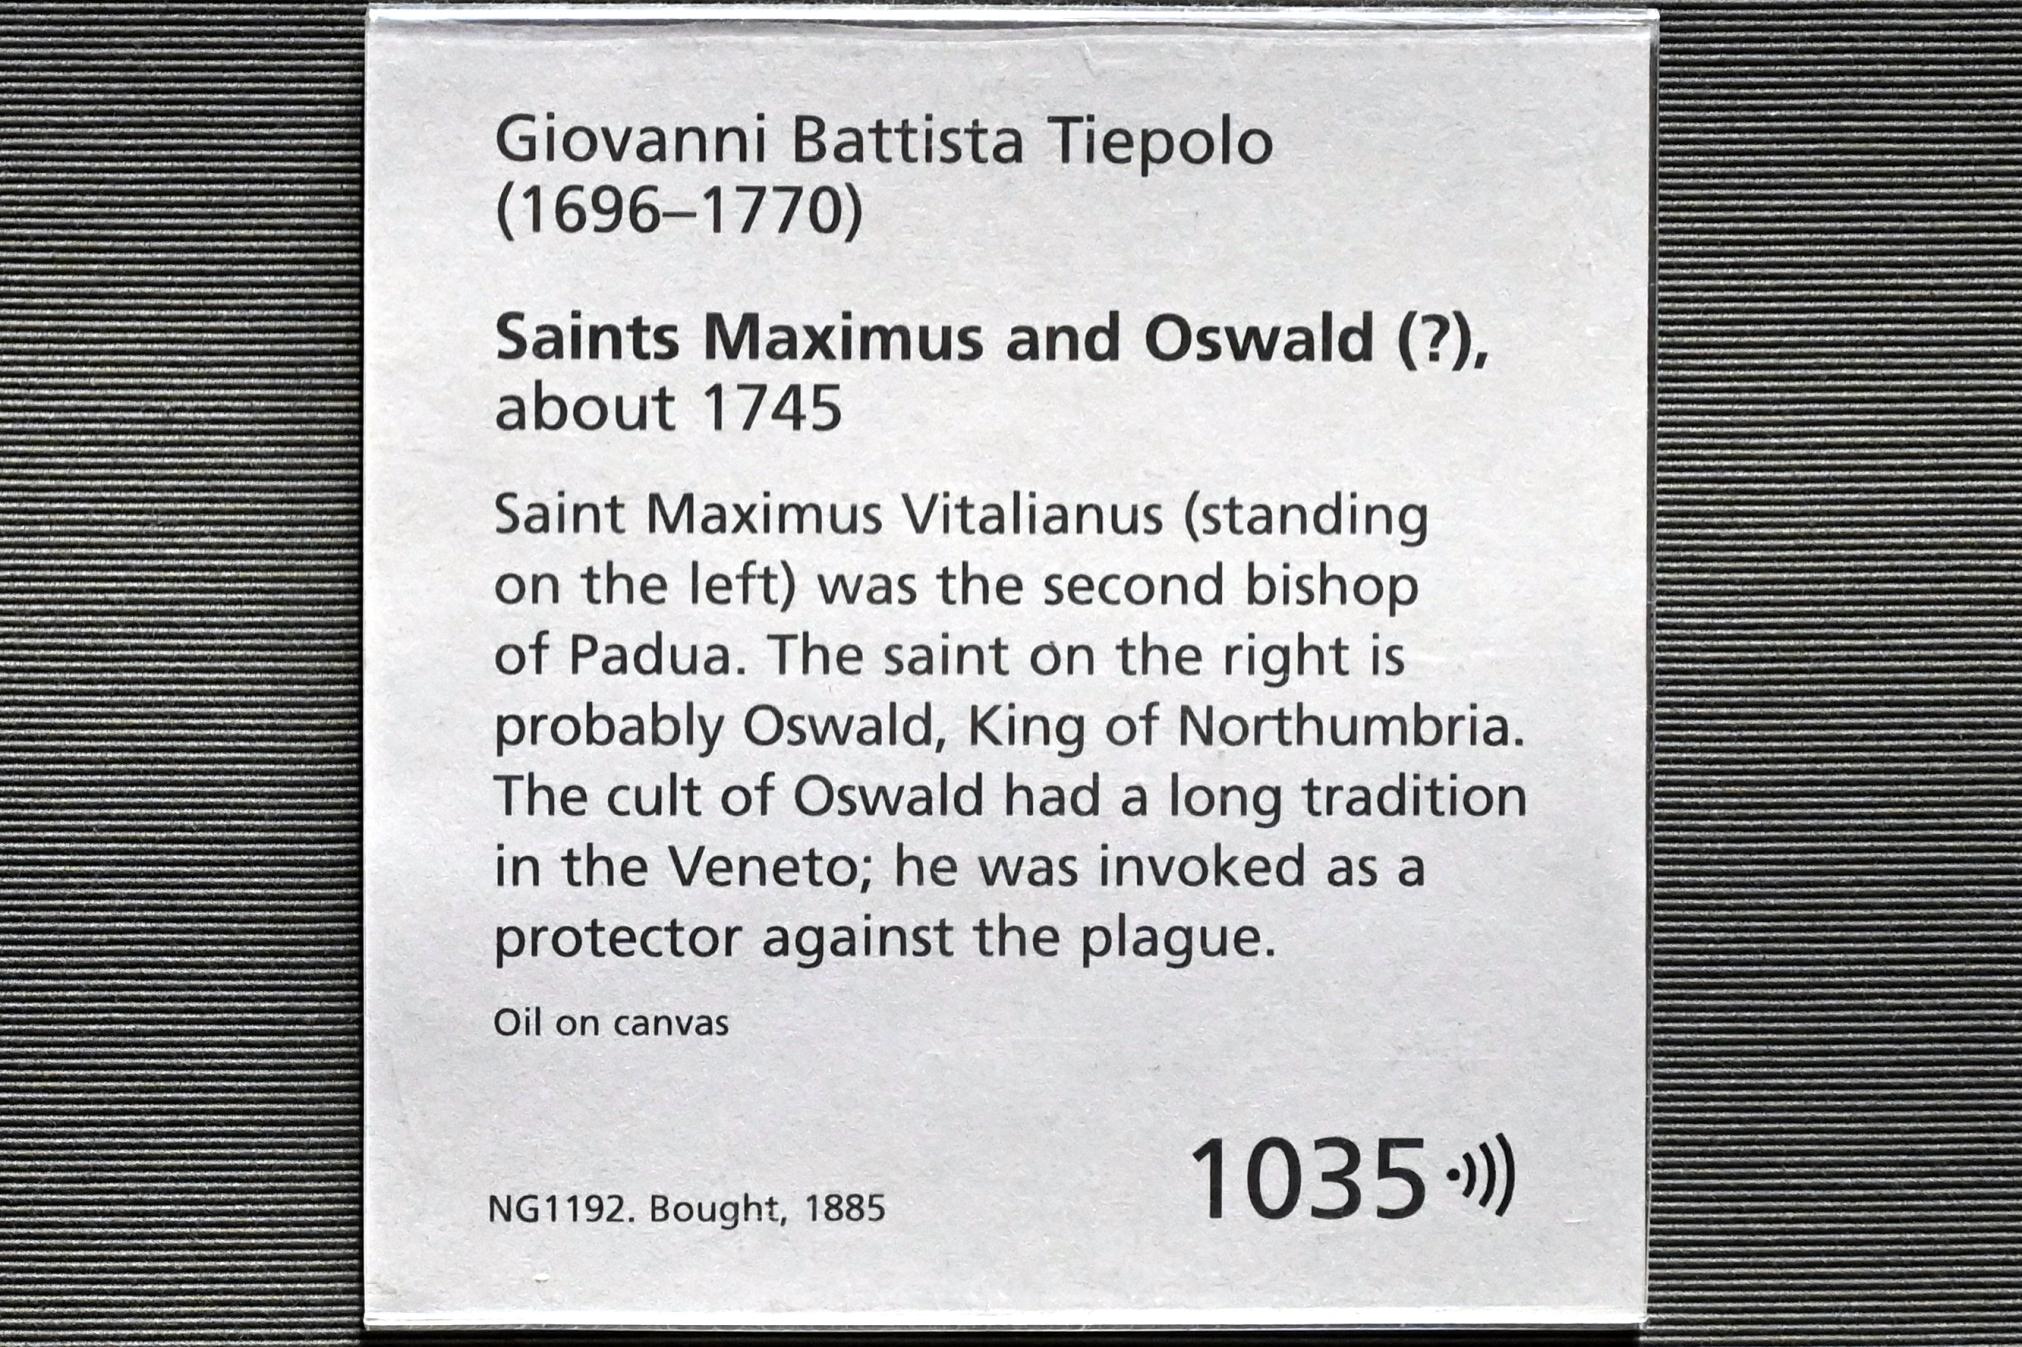 Giovanni Battista Tiepolo
(1696–1770)
Saints Maximus and Oswald (?),
about 1745
Saint Maximus Vitalianus (standing
on the left) was the second bishop
of Padua. The saint on the right is
probably Oswald, King of Northumbria.
The cult of Oswald had a long tradition
in the Veneto; he was invoked as a
protector against the plague.
Oil on canvas
NG1192. Bought, 1885
1035